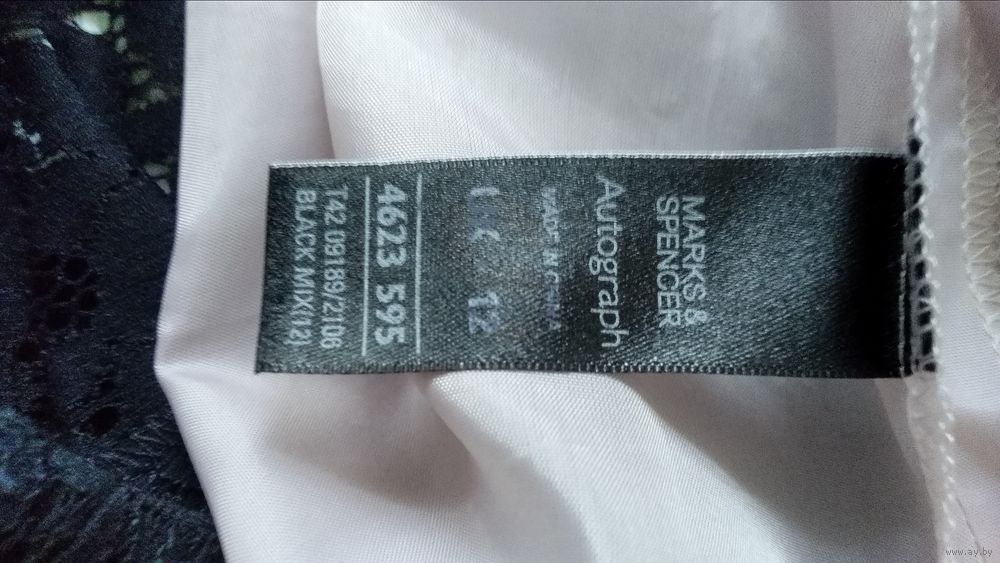 MARKS &
SPENCER
Autograph
MADE IN CHINA
UK 12
4623 595
T42 09189/2106
BLACK MIX(12)
www.ay.by